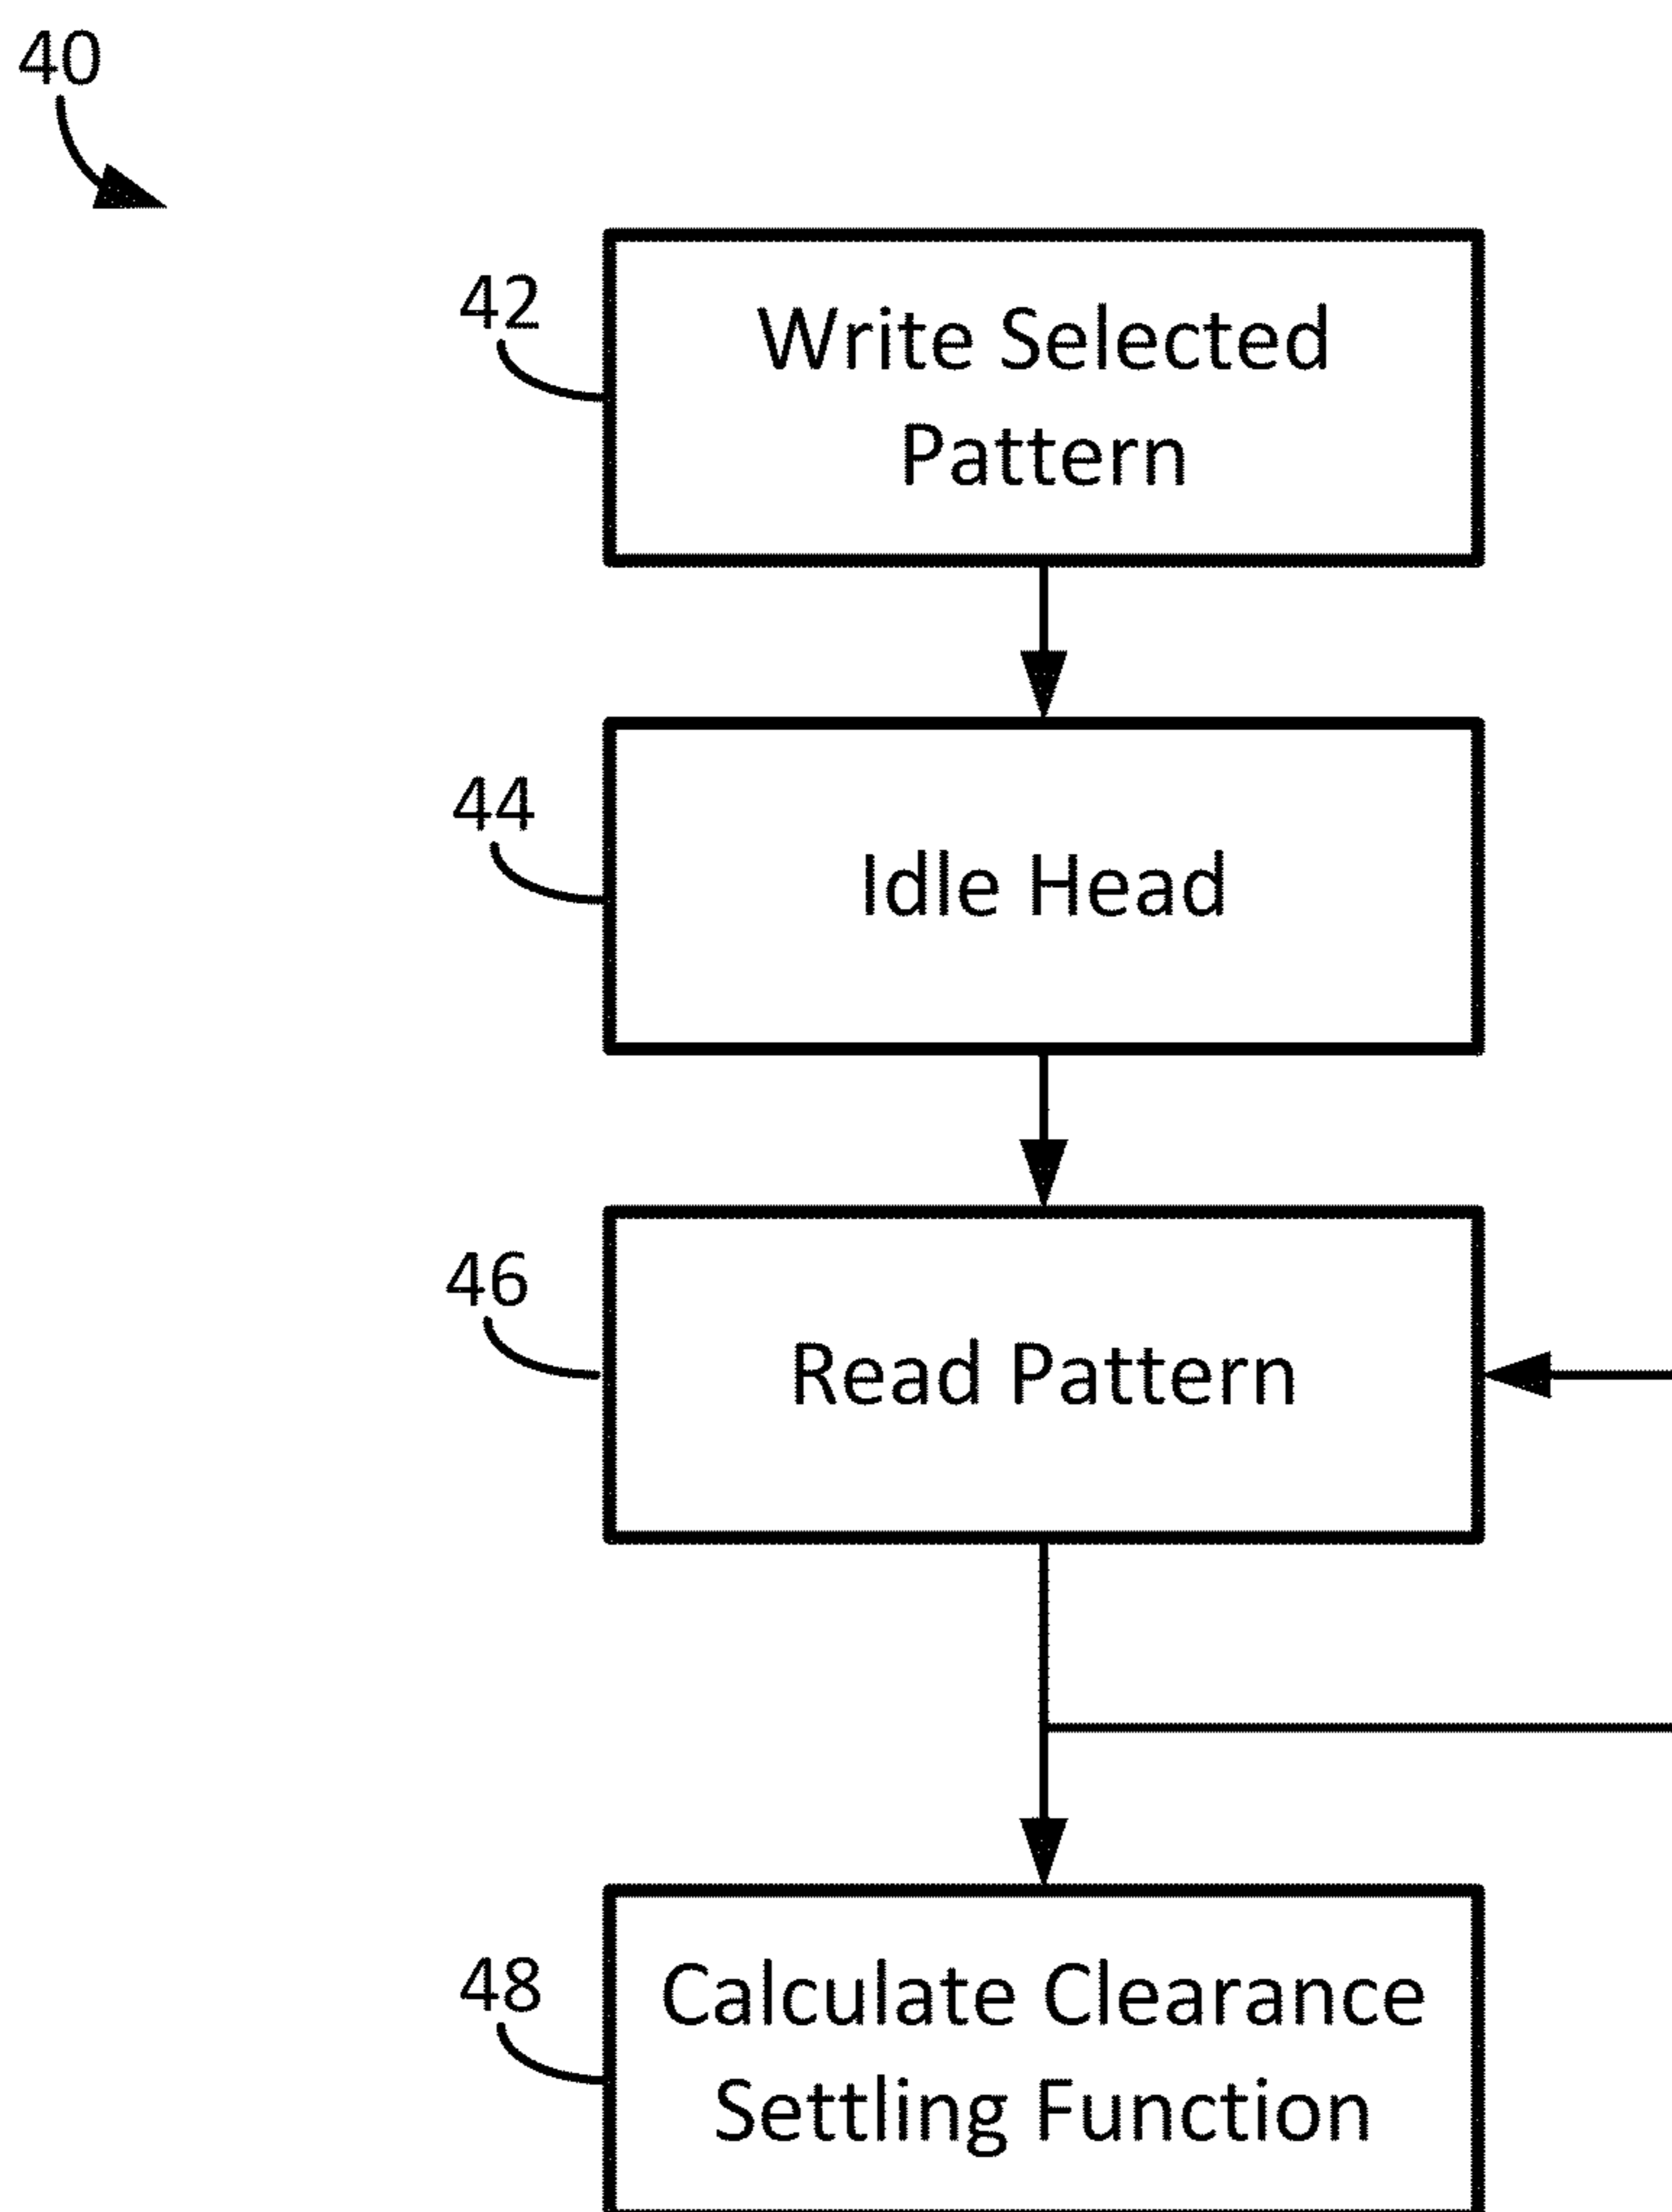 40
42
Write Selected
Pattern
44
Idle Head
46
Read Pattern
48
Calculate Clearance
Settling Function